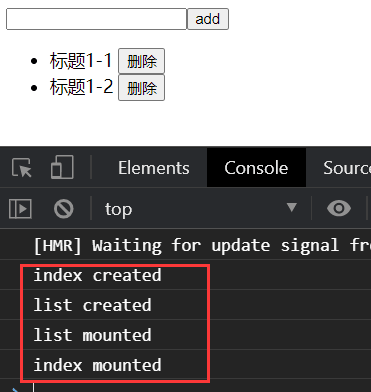 add
标题1-1 删除
标题1-2 删除
Elements Console Source
top
[HMR] Waiting for update signal fr
index created
list created
list mounted
index mounted